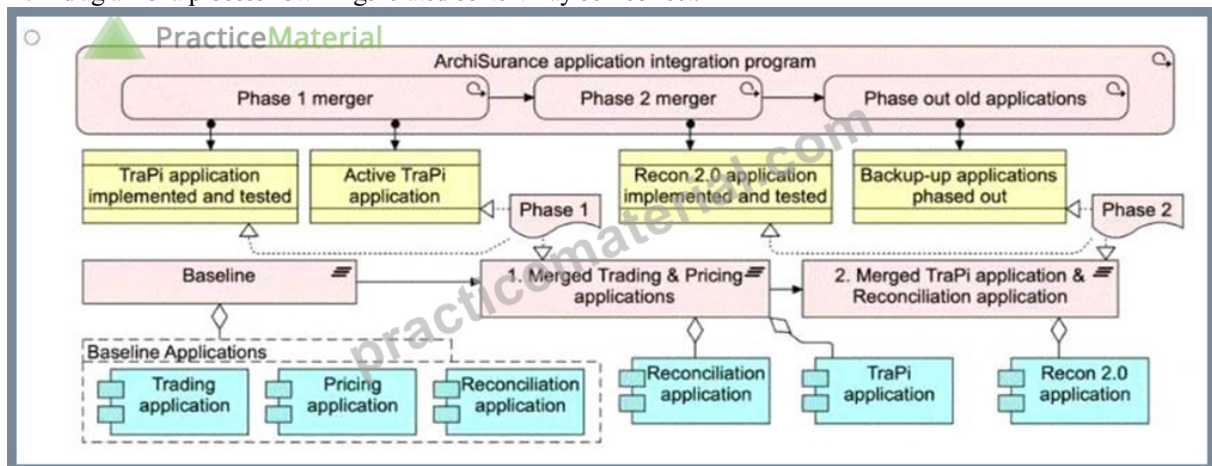 PracticeMaterial
ArchiSurance application integration program
Phase 1 merger
Phase 2 merger
Phase out old applications
TraPi application
implemented and tested
Active TraPi
application
Recon 2.0 application
implemented and tested
Backup-up applications
phased out
Phase 1
Phase 2
Baseline
1. Merged Trading & Pricing
applications
2. Merged TraPi application &
Reconciliation application
Baseline Applications
Trading
application
Pricing
application
Reconciliation
application
Reconciliation
application
TraPi
application
Recon 2.0
application
practicematerial.com